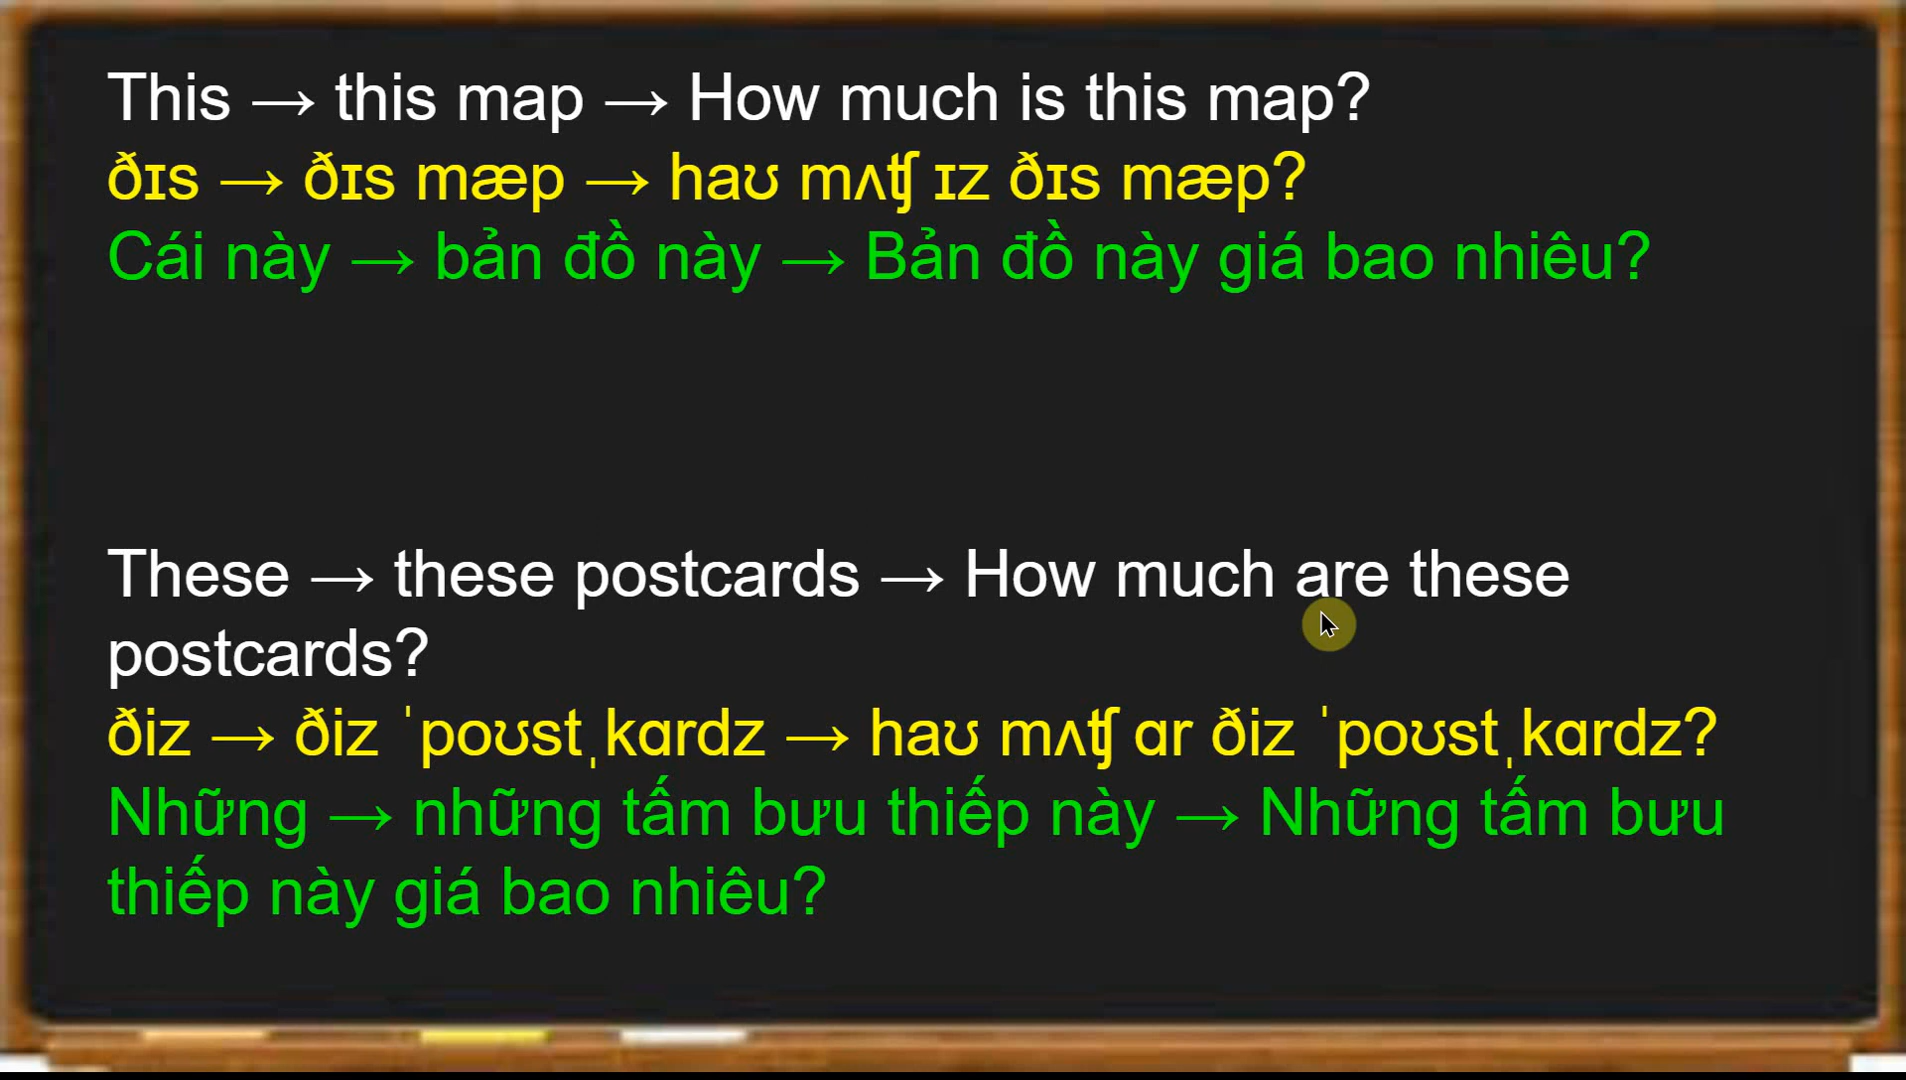 This → this map → How much is this map?
ðɪs → ðɪs mæp → haʊ mʌʧ ɪz ðɪs mæp?
Cái này → bản đồ này → Bản đồ này giá bao nhiêu?
These → these postcards → How much are these
postcards?
ðiz → ðiz ˈpoʊstˌkɑrdz → haʊ mʌʧ ɑr ðiz ˈpoʊstˌkɑrdz?
Những → những tấm bưu thiếp này → Những tấm bưu
thiếp này giá bao nhiêu?